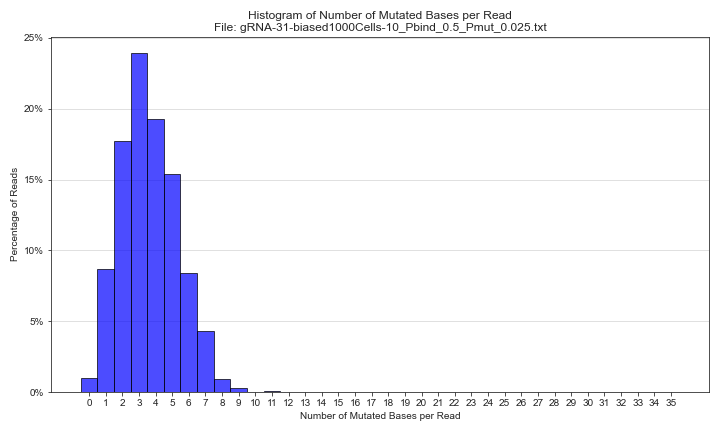 Histogram of Number of Mutated Bases per Read
File: gRNA-31-biased1000Cells-10_Pbind_0.5_Pmut_0.025.txt
25%
20%
15%
10%
5%
0%
Percentage of Reads
0 1 2 3 4 5 6 7 8 9 10 11 12 13 14 15 16 17 18 19 20 21 22 23 24 25 26 27 28 29 30 31 32 33 34 35
Number of Mutated Bases per Read